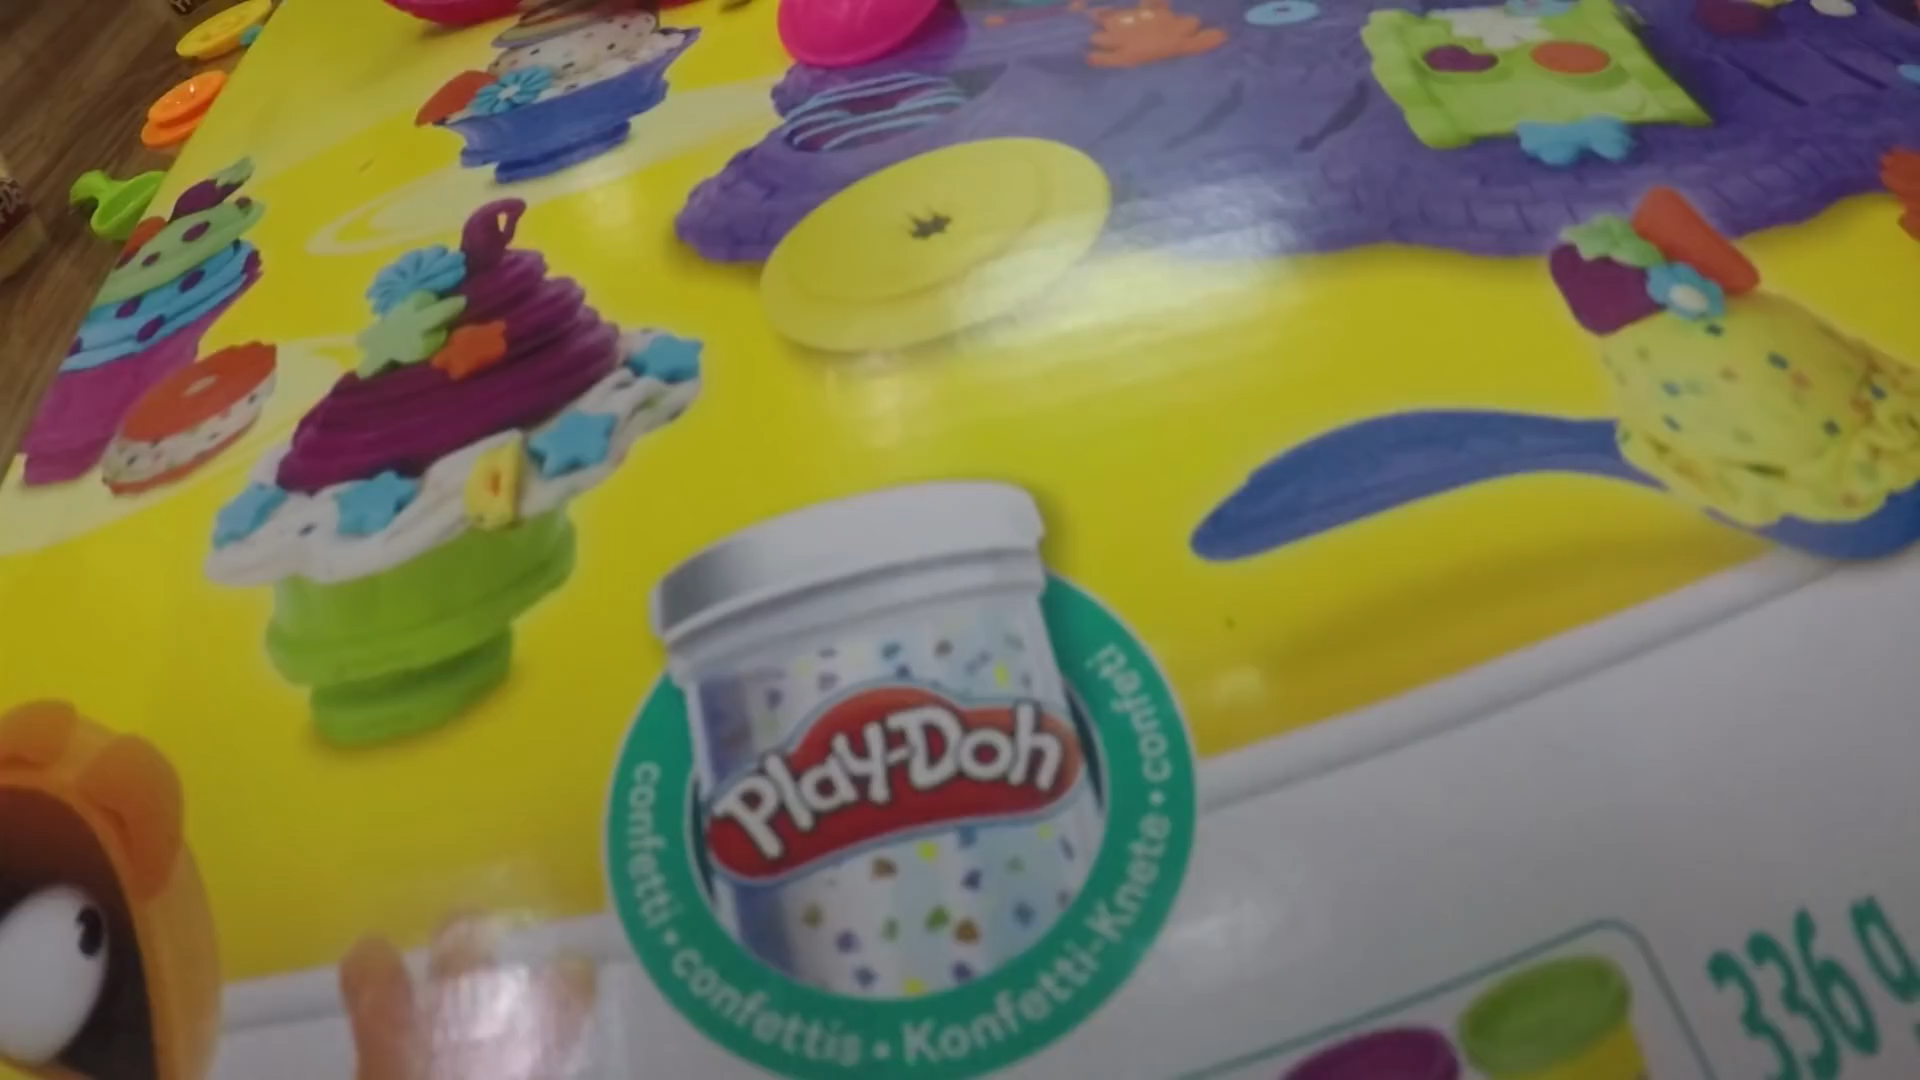 Play-Doh
confetti • confettis • Konfetti-Knete • confetti
336 g